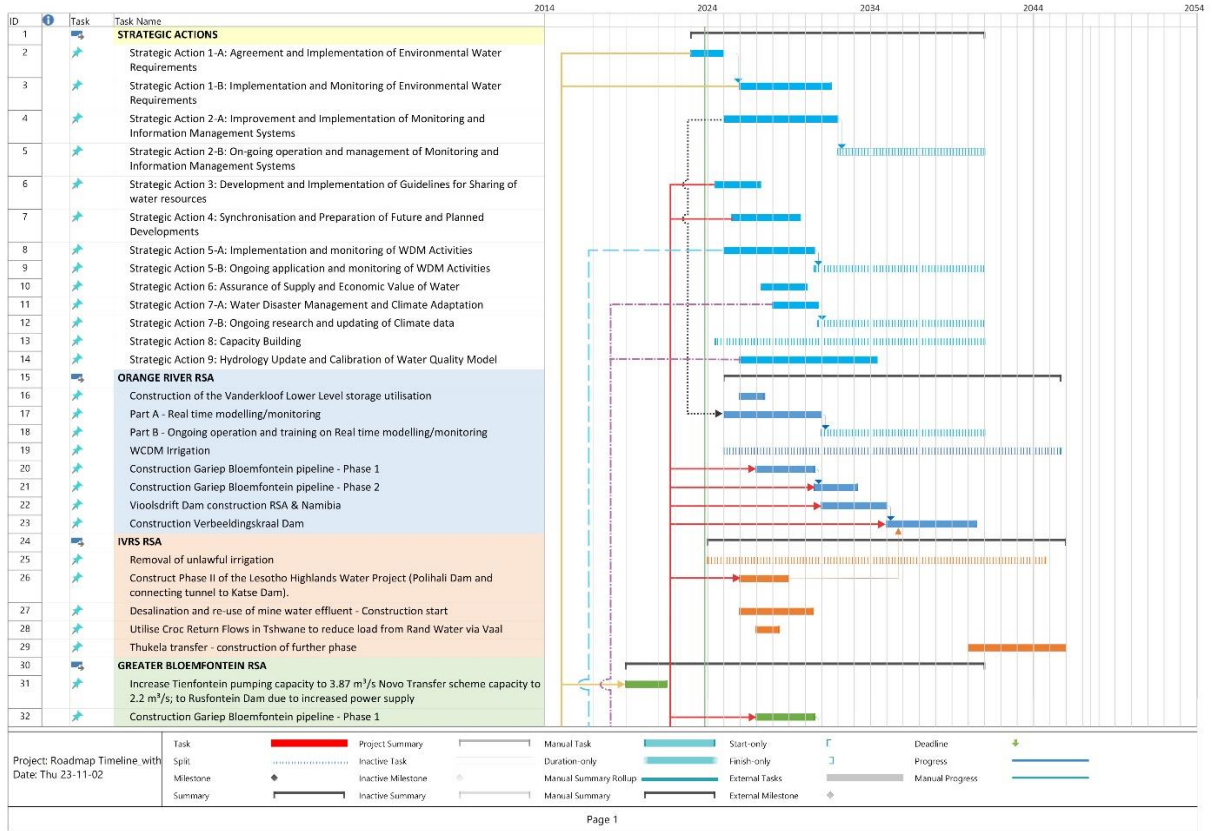 2014 2024 2034 2044 2054
ID Task Task Name
1 STRATEGIC ACTIONS
2 Strategic Action 1-A: Agreement and Implementation of Environmental Water
Requirements
3 Strategic Action 1-B: Implementation and Monitoring of Environmental Water
Requirements
4 Strategic Action 2-A: Improvement and Implementation of Monitoring and
Information Management Systems
5 Strategic Action 2-B: On-going operation and management of Monitoring and
Information Management Systems
6 Strategic Action 3: Development and Implementation of Guidelines for Sharing of
water resources
7 Strategic Action 4: Synchronisation and Preparation of Future and Planned
Developments
8 Strategic Action 5-A: Implementation and monitoring of WDM Activities
9 Strategic Action 5-B: Ongoing application and monitoring of WDM Activities
10 Strategic Action 6: Assurance of Supply and Economic Value of Water
11 Strategic Action 7-A: Water Disaster Management and Climate Adaptation
12 Strategic Action 7-B: Ongoing research and updating of Climate data
13 Strategic Action 8: Capacity Building
14 Strategic Action 9: Hydrology Update and Calibration of Water Quality Model
15 ORANGE RIVER RSA
16 Construction of the Vanderkloof Lower Level storage utilisation
17 Part A - Real time modelling/monitoring
18 Part B - Ongoing operation and training on Real time modelling/monitoring
19 WCDM Irrigation
20 Construction Gariep Bloemfontein pipeline - Phase 1
21 Construction Gariep Bloemfontein pipeline - Phase 2
22 Vioolsdrift Dam construction RSA & Namibia
23 Construction Verbeeldingskraal Dam
24 IVRS RSA
25 Removal of unlawful irrigation
26 Construct Phase II of the Lesotho Highlands Water Project (Polihali Dam and
connecting tunnel to Katse Dam).
27 Desalination and re-use of mine water effluent - Construction start
28 Utilise Croc Return Flows in Tshwane to reduce load from Rand Water via Vaal
29 Thukela transfer - construction of further phase
30 GREATER BLOEMFONTEIN RSA
31 Increase Tienfontein pumping capacity to 3.87 m³/s Novo Transfer scheme capacity to
2.2 m³/s; to Rusfontein Dam due to increased power supply
32 Construction Gariep Bloemfontein pipeline - Phase 1
Project: Roadmap Timeline_with
Date: Thu 23-11-02
Task Project Summary Manual Task Start-only Deadline
Split Inactive Task Duration-only Finish-only Progress
Milestone Inactive Milestone Manual Summary Rollup External Tasks Manual Progress
Summary Inactive Summary Manual Summary External Milestone
Page 1